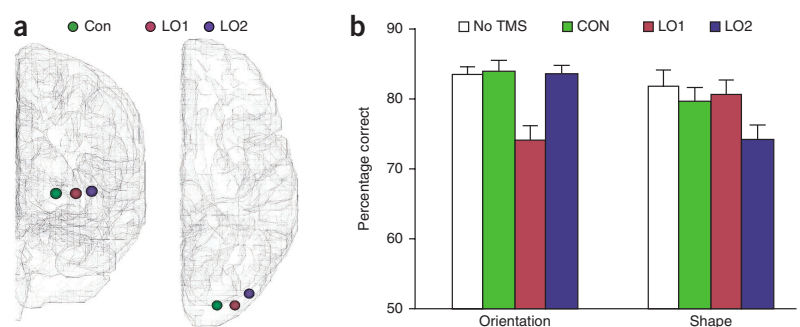 a
Con LO1 LO2
b
No TMS CON LO1 LO2
Percentage correct
90
80
70
60
50
Orientation Shape